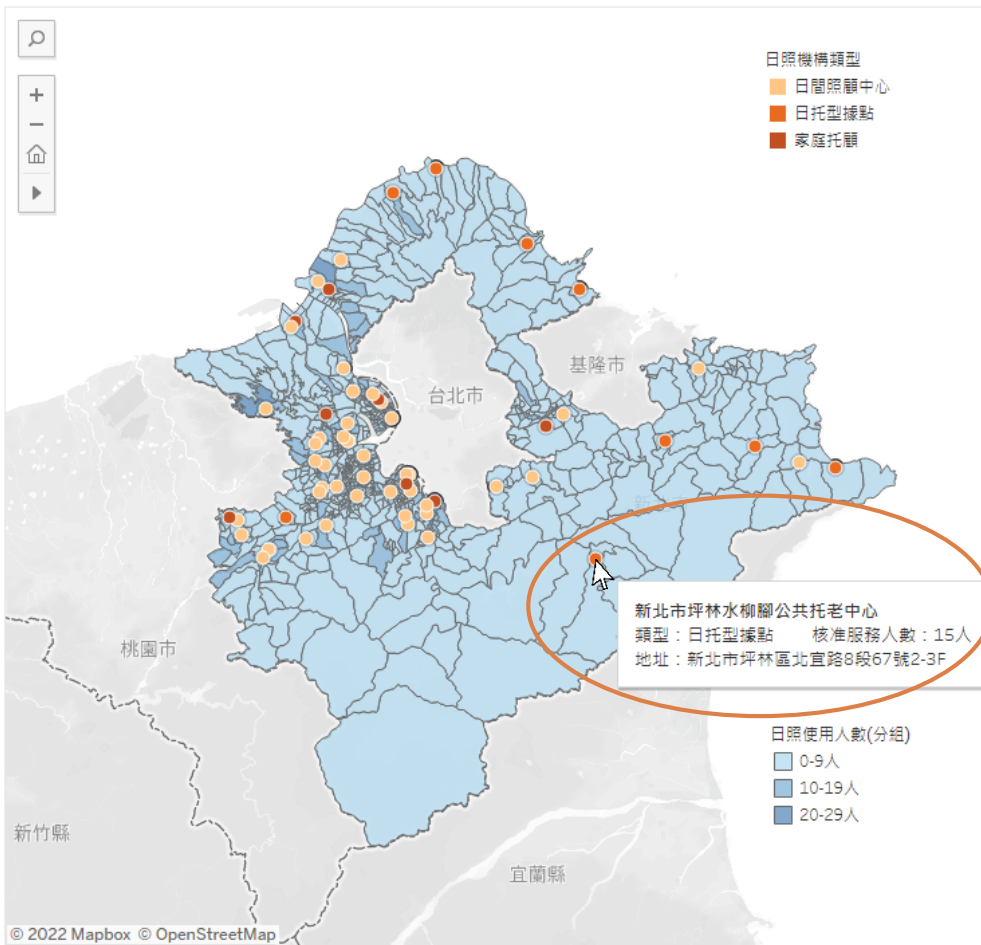 日照機構類型
日間照顧中心
日托型據點
家庭托顧
基隆市
台北市
新北市
新北市坪林水柳腳公共托老中心
類型：日托型據點 核准服務人數：15人
地址：新北市坪林區北宜路8段67號2-3F
桃園市
日照使用人數(分組)
0-9人
10-19人
20-29人
新竹縣
宜蘭縣
© 2022 Mapbox © OpenStreetMap